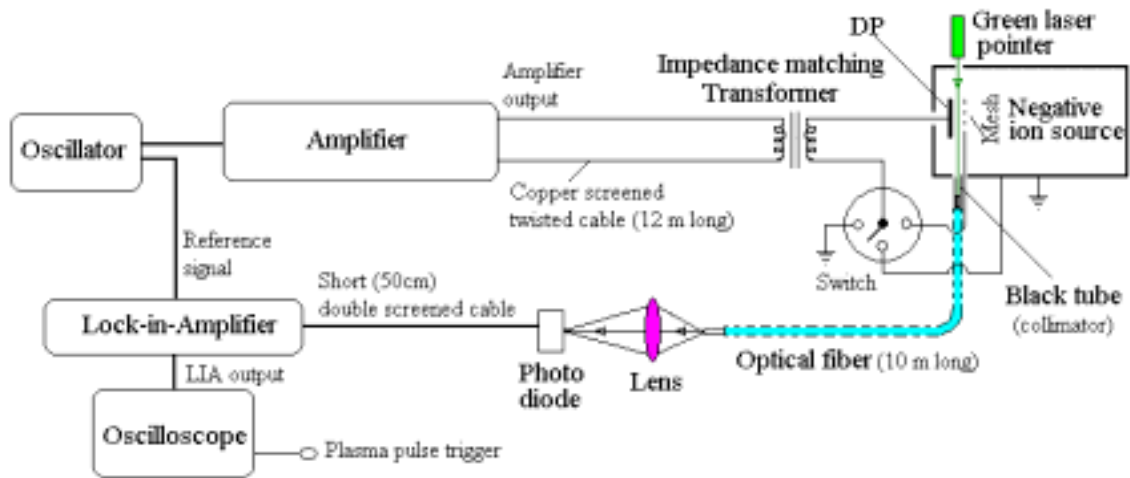 DP
Green laser
pointer
Impedance matching
Transformer
Amplifier
output
Oscillator
Amplifier
Mesh
Negative
ion source
Copper screened
twisted cable (12 m long)
Reference
signal
Switch
Short (50cm)
double screened cable
Black tube
(collimator)
Lock-in-Amplifier
Optical fiber (10 m long)
LIA output
Photo
diode
Lens
Oscilloscope
Plasma pulse trigger